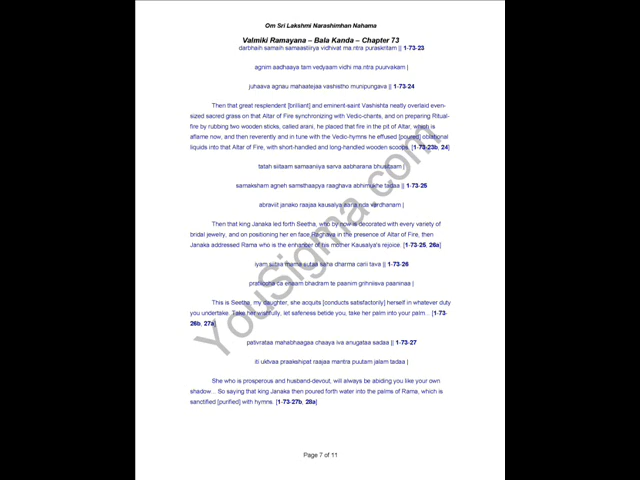 Om Sri Lakshmi Narashimhan Nahama
Valmiki Ramayana – Bala Kanda – Chapter 73
darbhaih samaih samaastiirya vidhivat ma.ntra puraskritam || 1-73-23
agnim aadhaaya tam vedyaam vidhi ma.ntra puurvakam |
juhaava agnau mahaatejaa vashistho munipungava || 1-73-24
Then that great resplendent [brilliant] and eminent-saint Vashishta neatly overlaid even-
sized sacred grass on that Altar of Fire synchronizing with Vedic-chants, and on preparing Ritual-
fire by rubbing two wooden sticks, called arani, he placed that fire in the pit of Altar, which is
aflame now, and then reverently and in tune with the Vedic-hymns he effused [poured] oblational
liquids into that Altar of Fire, with short-handled and long-handled wooden scoops. [1-73-23b, 24]
tatah siitaam samaaniiya sarva aabharana bhusitaam |
samaksham agneh samsthaapya raaghava abhimukhe tadaa || 1-73-25
abraviit janako raajaa kausalya aana.nda vardhanam |
Then that king Janaka led forth Seetha, who by now is decorated with every variety of
bridal jewelry, and on positioning her en face Raghava in the presence of Altar of Fire, then
Janaka addressed Rama who is the enhancer of his mother Kausalya's rejoice. [1-73-25, 26a]
iyam siitaa mama sutaa saha dharma carii tava || 1-73-26
pratiiccha ca enaam bhadram te paanim grihniiswa paaninaa |
This is Seetha, my daughter, she acquits [conducts satisfactorily] herself in whatever duty
you undertake. Take her wishfully, let safeness betide you, take her palm into your palm... [1-73-
26b, 27a]
pativrataa mahabhaagaa chaaya iva anugataa sadaa || 1-73-27
iti uktvaa praakshipat raajaa mantra puutam jalam tadaa |
She who is prosperous and husband-devout, will always be abiding you like your own
shadow... So saying that king Janaka then poured forth water into the palms of Rama, which is
sanctified [purified] with hymns. [1-73-27b, 28a]
YouSigma.com
Page 7 of 11